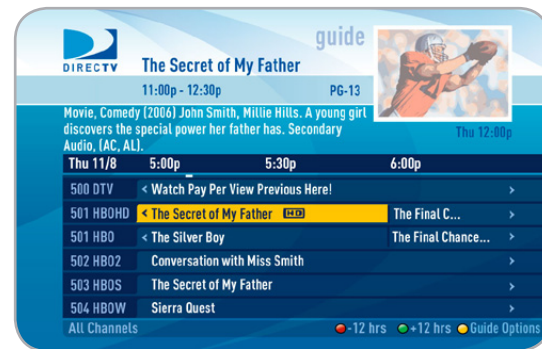 guide
DIRECTV
The Secret of My Father
11:00p - 12:30p PG-13
Movie, Comedy (2006) John Smith, Millie Hills. A young girl
discovers the special power her father has. Secondary
Audio, (AC, AL).
Thu 12:00p
Thu 11/8 5:00p 5:30p 6:00p
500 DTV < Watch Pay Per View Previous Here! >
501 HBOHD < The Secret of My Father HD The Final C... >
501 HBO < The Silver Boy The Final Chance... >
502 HBO2 Conversation with Miss Smith >
503 HBOS The Secret of My Father >
504 HBOW Sierra Quest >
All Channels -12 hrs +12 hrs Guide Options